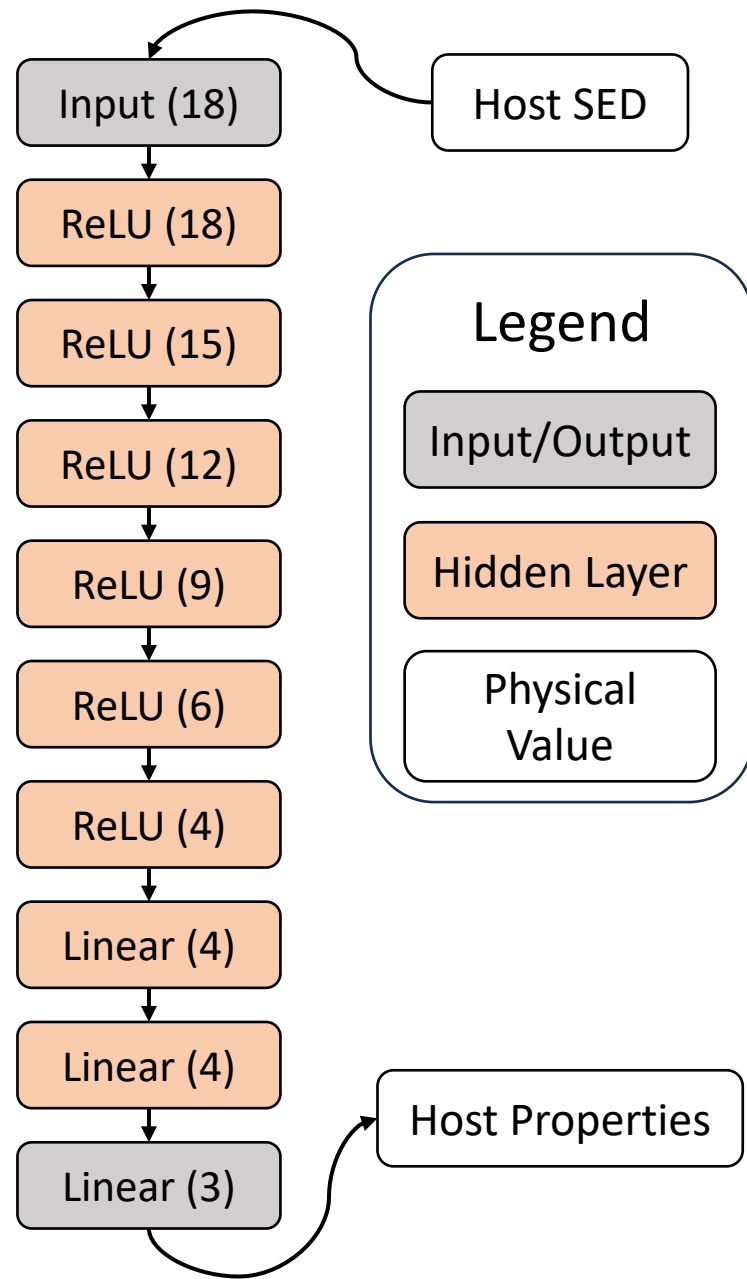 Input (18)
Host SED
ReLU (18)
ReLU (15)
ReLU (12)
ReLU (9)
ReLU (6)
ReLU (4)
Linear (4)
Linear (4)
Linear (3)
Host Properties
Legend
Input/Output
Hidden Layer
Physical
Value